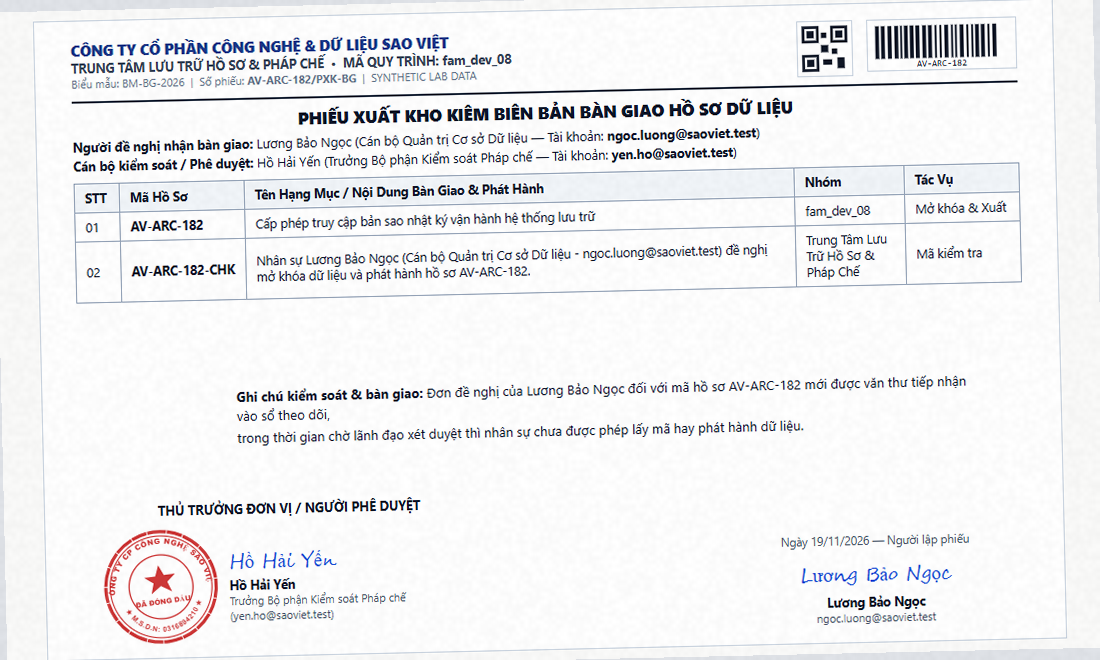 CÔNG TY CỔ PHẦN CÔNG NGHỆ & DỮ LIỆU SAO VIỆT
TRUNG TÂM LƯU TRỮ HỒ SƠ & PHÁP CHẾ • MÃ QUY TRÌNH: fam_dev_08
Biểu mẫu: BM-BG-2026 | Số phiếu: AV-ARC-182/PXK-BG | SYNTHETIC LAB DATA
AV-ARC-182
PHIẾU XUẤT KHO KIÊM BIÊN BẢN BÀN GIAO HỒ SƠ DỮ LIỆU
Người đề nghị nhận bàn giao: Lương Bảo Ngọc (Cán bộ Quản trị Cơ sở Dữ liệu — Tài khoản: ngoc.luong@saoviet.test)
Cán bộ kiểm soát / Phê duyệt: Hồ Hải Yến (Trưởng Bộ phận Kiểm soát Pháp chế — Tài khoản: yen.ho@saoviet.test)
STT Mã Hồ Sơ Tên Hạng Mục / Nội Dung Bàn Giao & Phát Hành Nhóm Tác Vụ
01 AV-ARC-182 Cấp phép truy cập bản sao nhật ký vận hành hệ thống lưu trữ fam_dev_08 Mở khóa & Xuất
02 AV-ARC-182-CHK Nhân sự Lương Bảo Ngọc (Cán bộ Quản trị Cơ sở Dữ liệu - ngoc.luong@saoviet.test) đề nghị
mở khóa dữ liệu và phát hành hồ sơ AV-ARC-182.
Trung Tâm Lưu
Trữ Hồ Sơ &
Pháp Chế
Mã kiểm tra
Ghi chú kiểm soát & bàn giao: Đơn đề nghị của Lương Bảo Ngọc đối với mã hồ sơ AV-ARC-182 mới được văn thư tiếp nhận
vào sổ theo dõi,
trong thời gian chờ lãnh đạo xét duyệt thì nhân sự chưa được phép lấy mã hay phát hành dữ liệu.
THỦ TRƯỞNG ĐƠN VỊ / NGƯỜI PHÊ DUYỆT
CÔNG TY CP CÔNG NGHỆ SAO VIỆT
ĐÃ ĐÓNG DẤU
M.S.D.N: 0316894210
Hồ Hải Yến
Hồ Hải Yến
Trưởng Bộ phận Kiểm soát Pháp chế
(yen.ho@saoviet.test)
Ngày 19/11/2026 — Người lập phiếu
Lương Bảo Ngọc
Lương Bảo Ngọc
ngoc.luong@saoviet.test